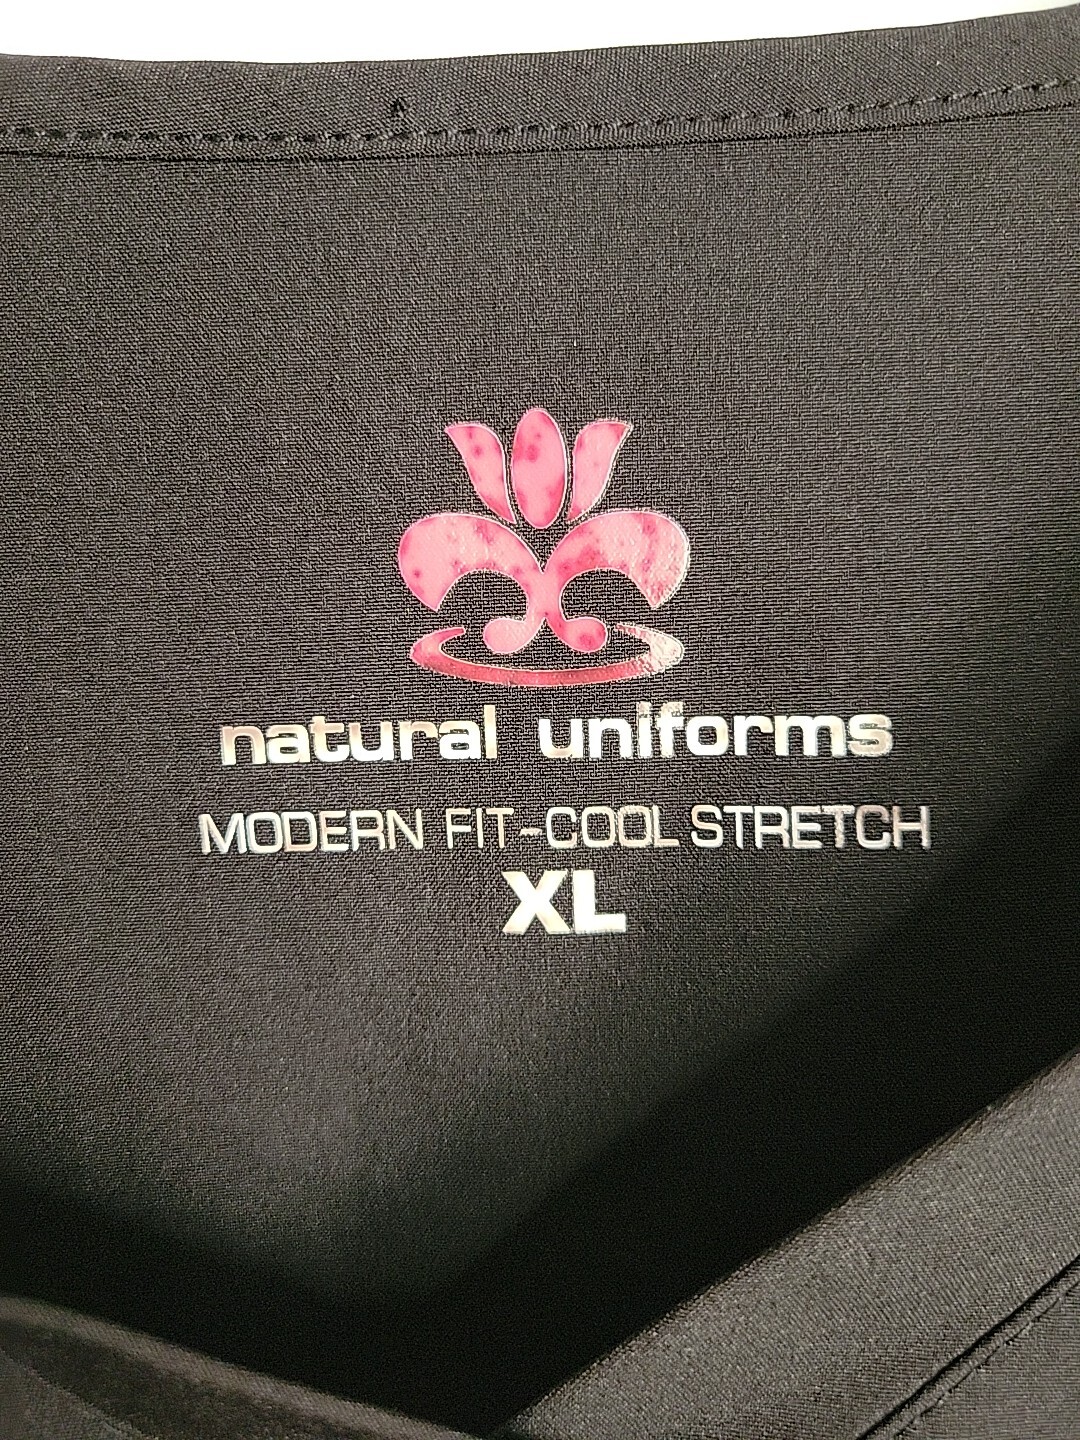 natural uniforms
MODERN FIT-COOL STRETCH
XL